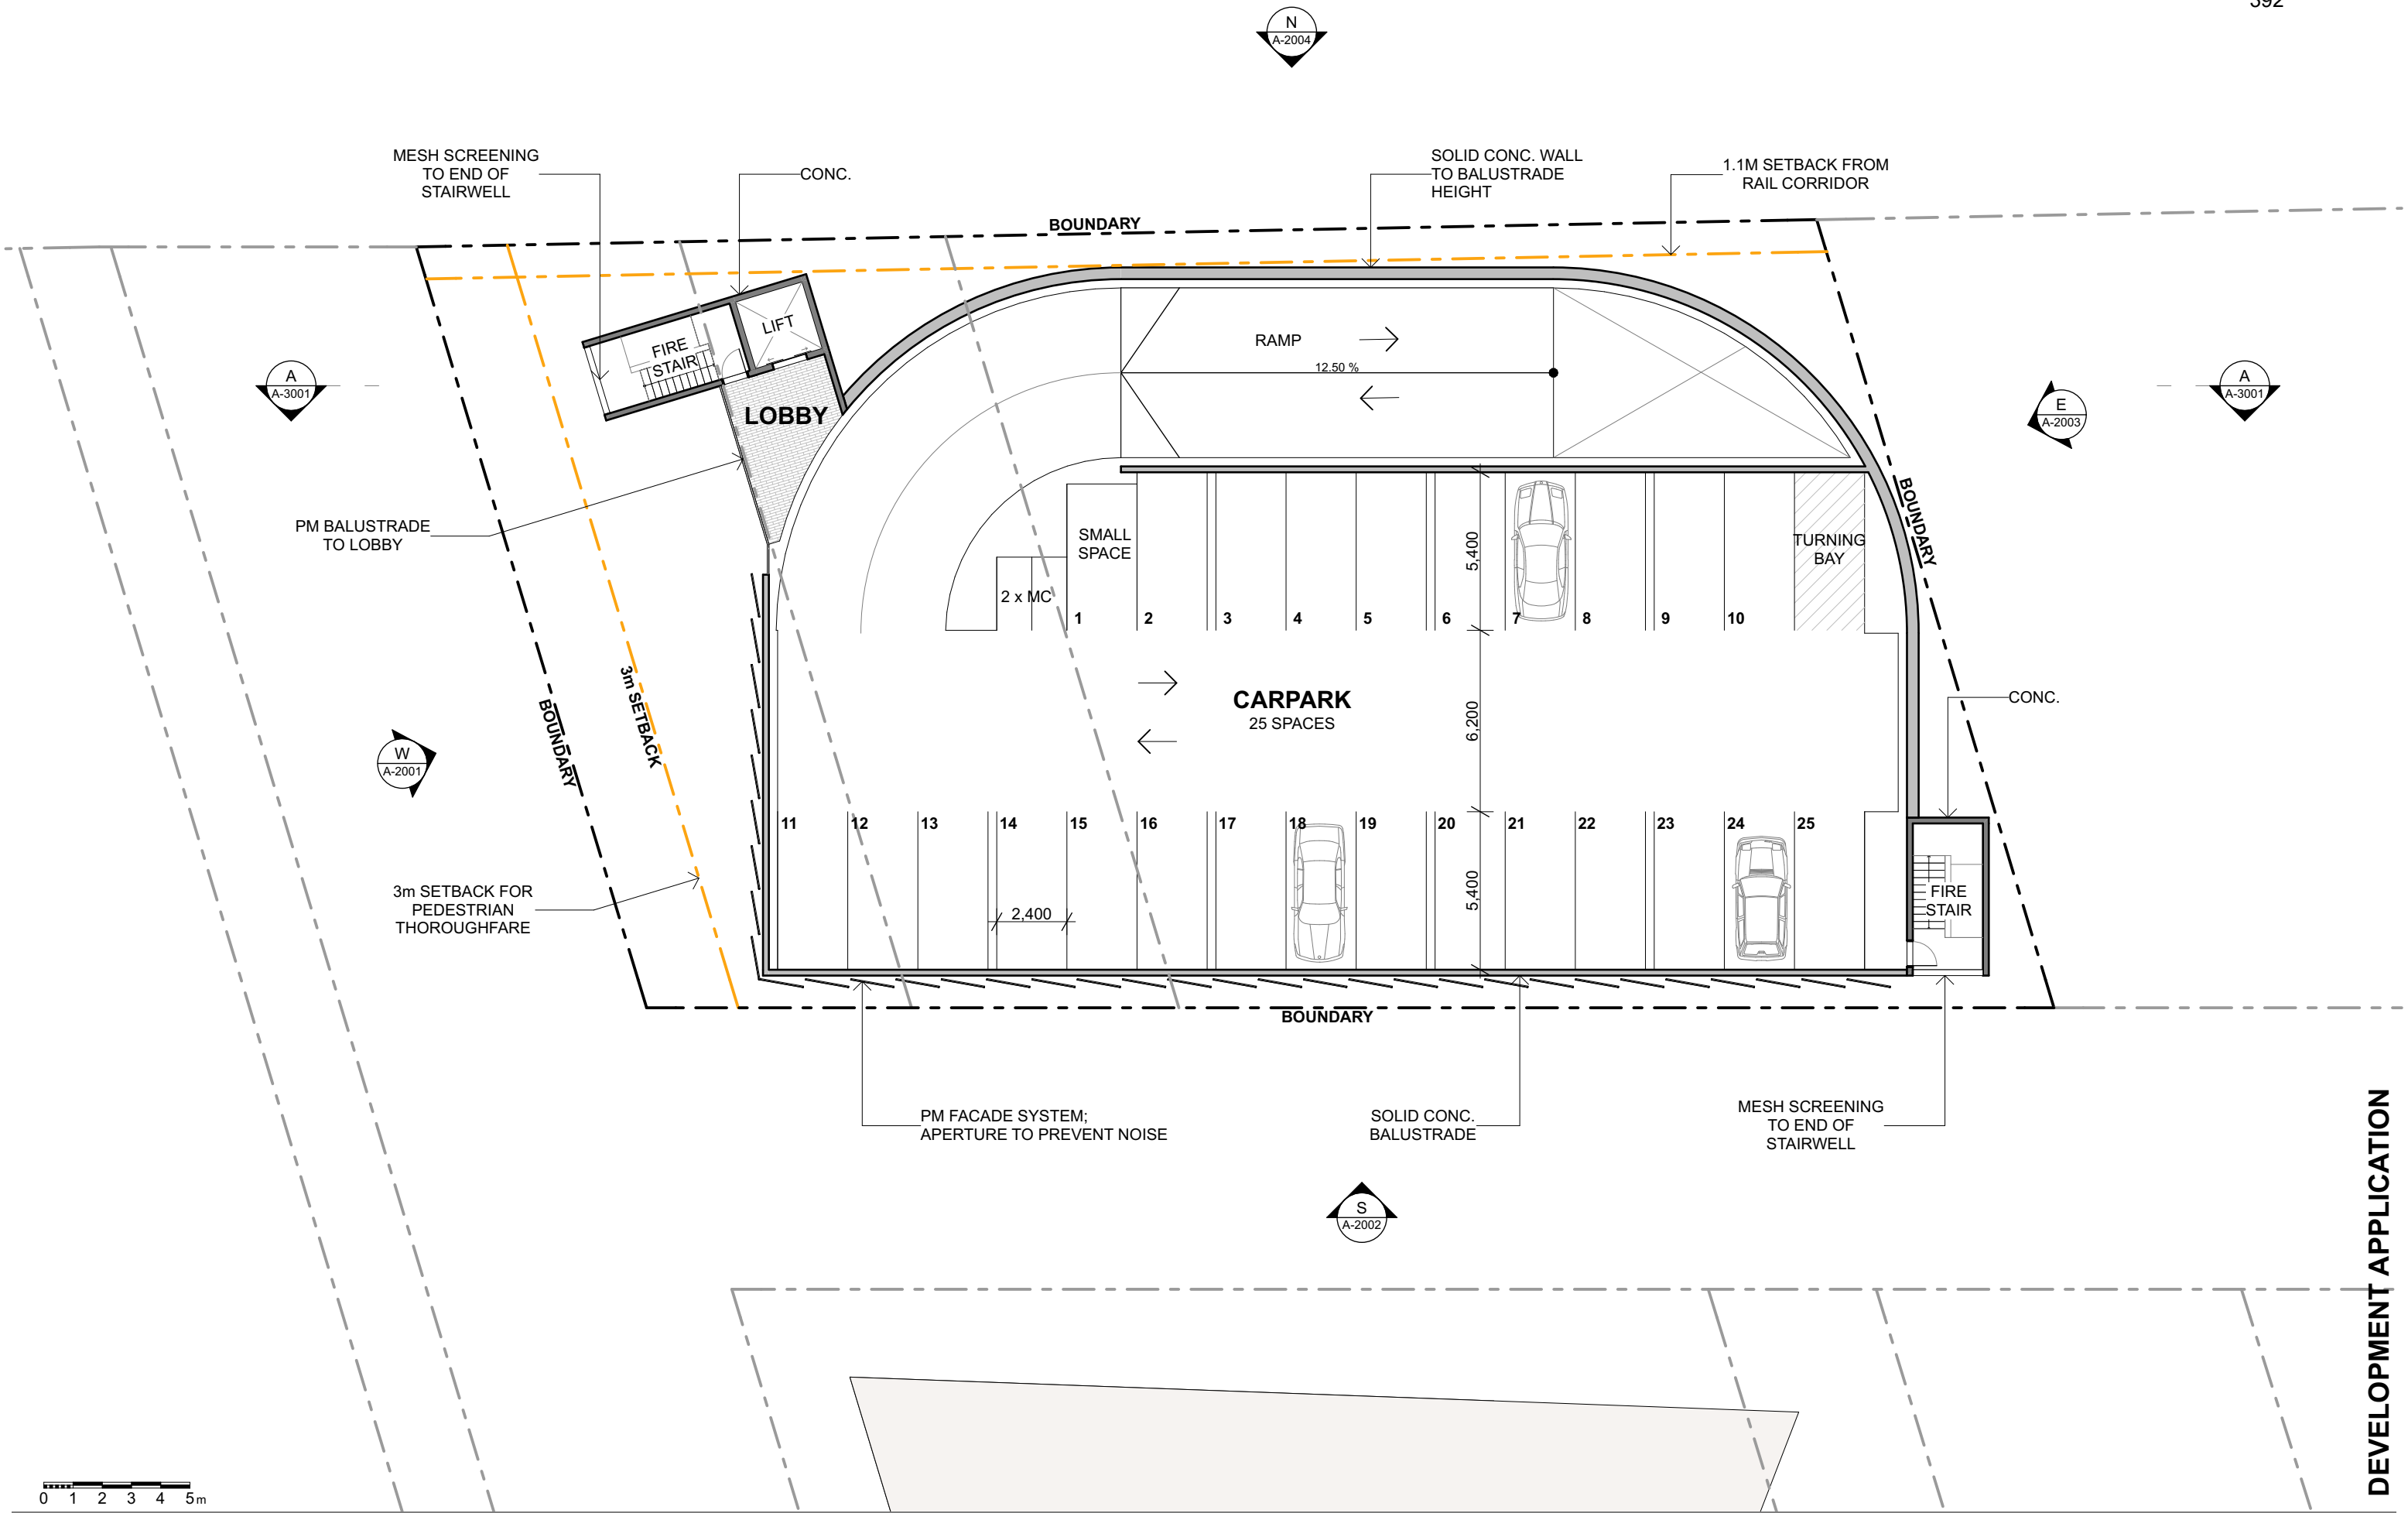 392
N
A-2004
MESH SCREENING
TO END OF
STAIRWELL
CONC.
SOLID CONC. WALL
TO BALUSTRADE
HEIGHT
1.1M SETBACK FROM
RAIL CORRIDOR
BOUNDARY
LIFT
FIRE
STAIR
RAMP
12.50 %
A
A-3001
A
A-3001
E
A-2003
LOBBY
PM BALUSTRADE
TO LOBBY
SMALL
SPACE
5,400
TURNING
BAY
BOUNDARY
2 x MC
1
2
3
4
5
6
7
8
9
10
3m SETBACK
BOUNDARY
CARPARK
25 SPACES
6,200
CONC.
W
A-2001
11
12
13
14
15
16
17
18
19
20
21
22
23
24
25
3m SETBACK FOR
PEDESTRIAN
THOROUGHFARE
2,400
5,400
FIRE
STAIR
BOUNDARY
PM FACADE SYSTEM;
APERTURE TO PREVENT NOISE
SOLID CONC.
BALUSTRADE
MESH SCREENING
TO END OF
STAIRWELL
S
A-2002
DEVELOPMENT APPLICATION
0 1 2 3 4 5 m